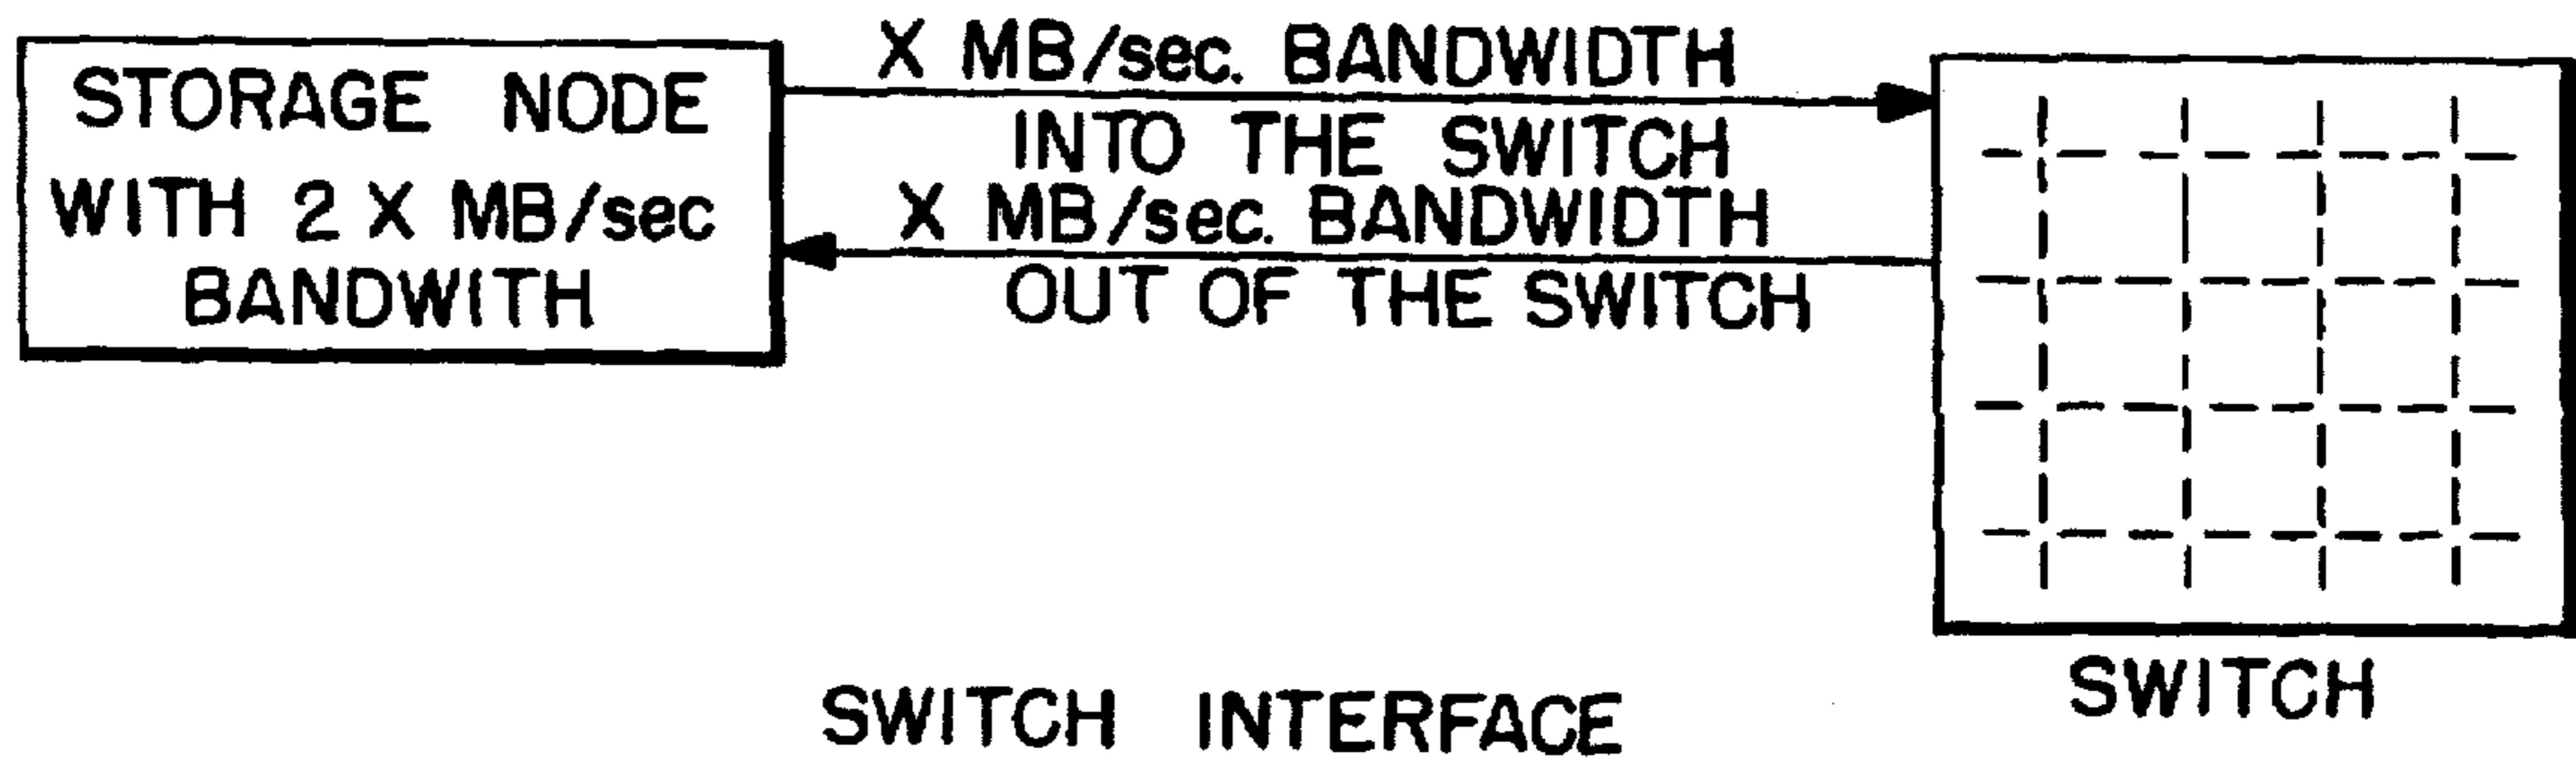 STORAGE NODE
WITH 2 X MB/sec
BANDWITH
X MB/sec. BANDWIDTH
INTO THE SWITCH
X MB/sec. BANDWIDTH
OUT OF THE SWITCH
SWITCH
SWITCH INTERFACE